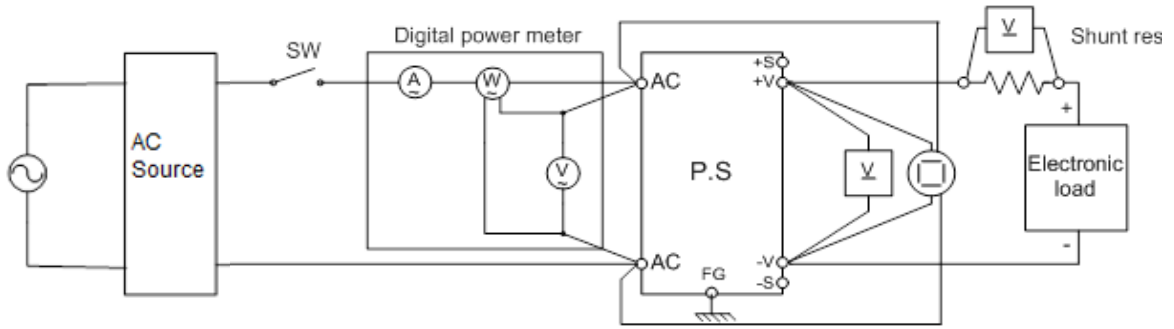 SW
Digital power meter
Shunt res
AC
Source
A
W
V
AC
AC
P.S
FG
+S
+V
-V
-S
V
V
+
Electronic
load
-